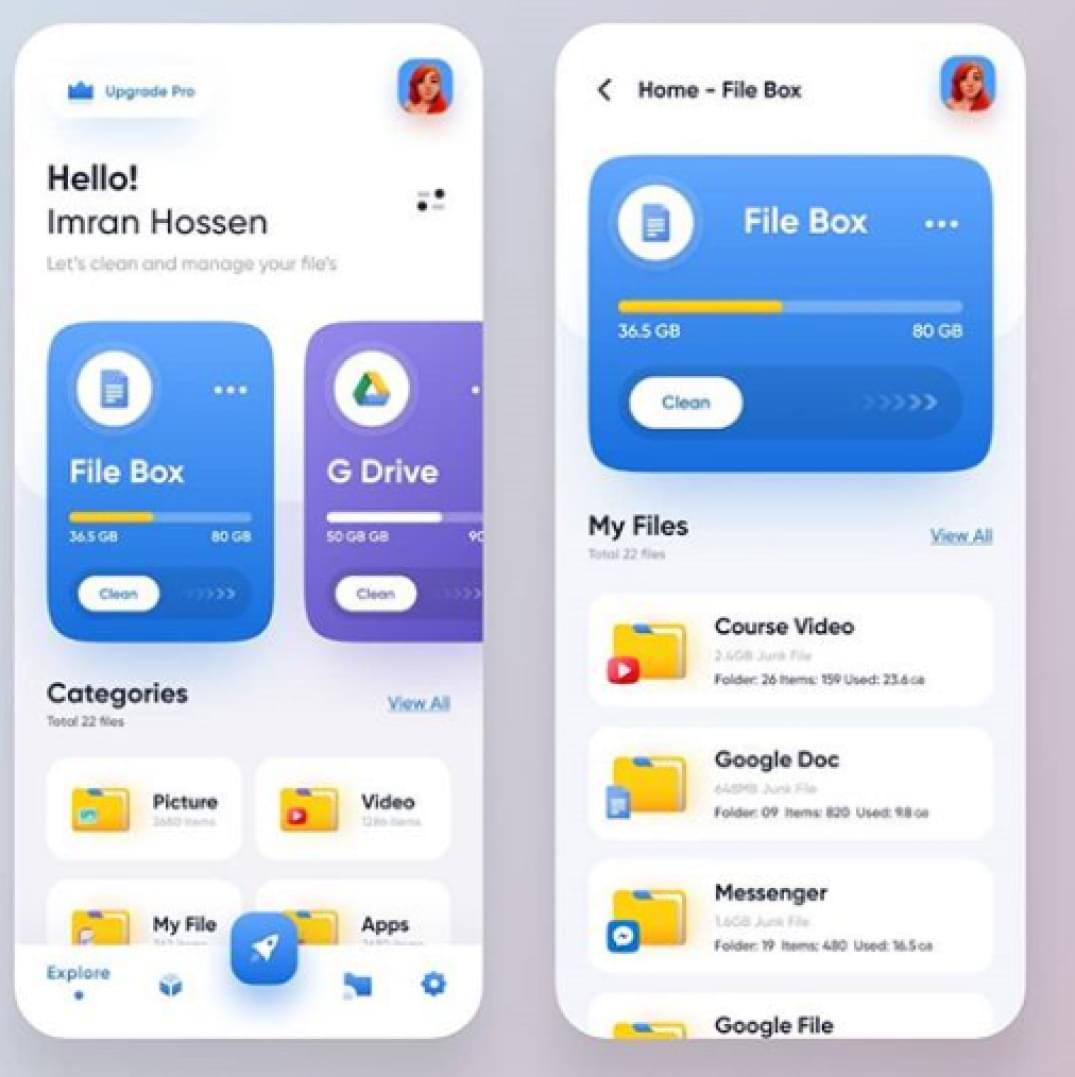 Upgrade Pro
Hello!
Imran Hossen
Let's clean and manage your file's
File Box
36.5 GB 80 GB
Clean
G Drive
50 GB GB 90
Clean
Categories
View All
Total 22 files
Picture
3680 Items
Video
1286 Items
My File
Apps
Explore
Home - File Box
File Box
36.5 GB 80 GB
Clean
My Files
View All
Total 22 files
Course Video
2.4GB Junk File
Folder: 26 Items: 159 Used: 23.6 GB
Google Doc
648MB Junk File
Folder: 09 Items: 820 Used: 9.8 GB
Messenger
1.6GB Junk File
Folder: 19 Items: 480 Used: 16.5 GB
Google File